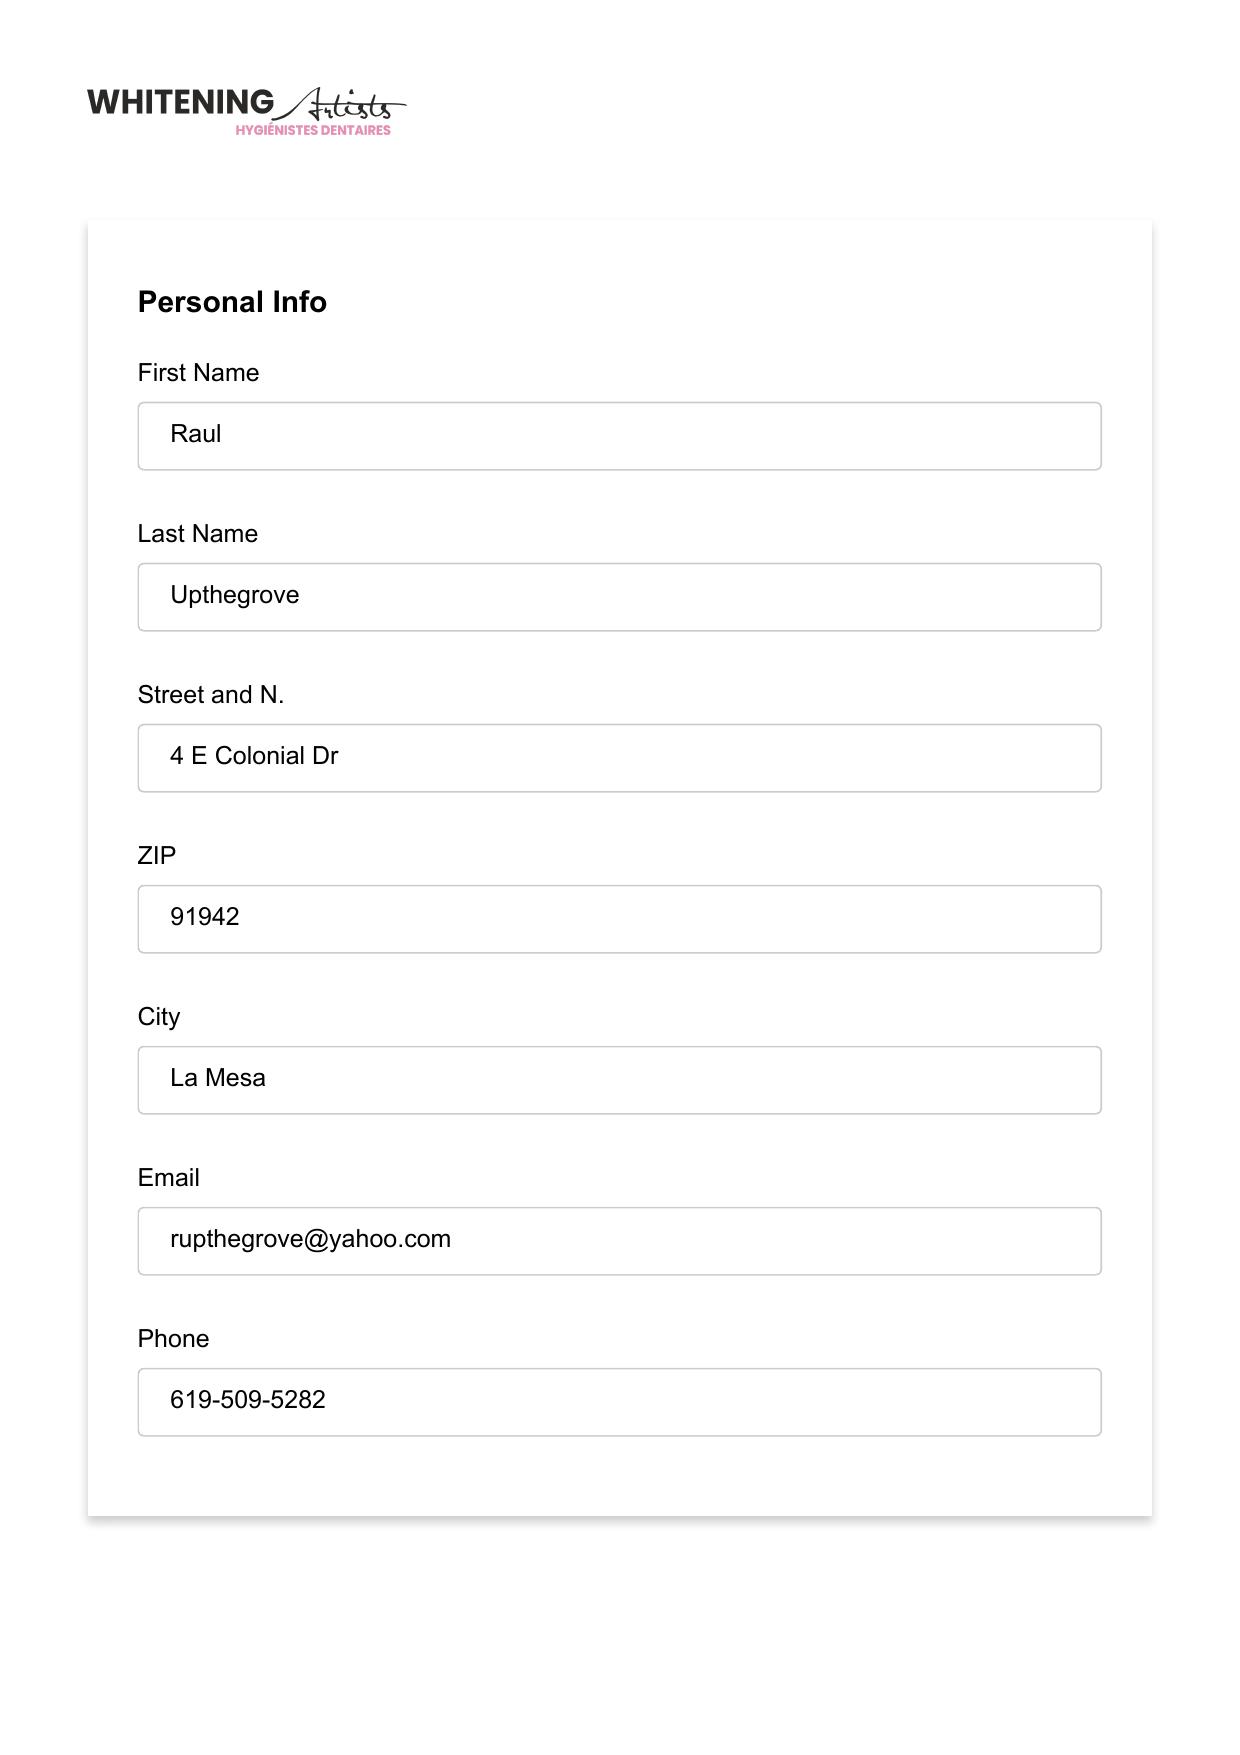 WHITENING Artists
HYGIÉNISTES DENTAIRES
Personal Info
First Name
Raul
Last Name
Upthegrove
Street and N.
4 E Colonial Dr
ZIP
91942
City
La Mesa
Email
rupthegrove@yahoo.com
Phone
619-509-5282